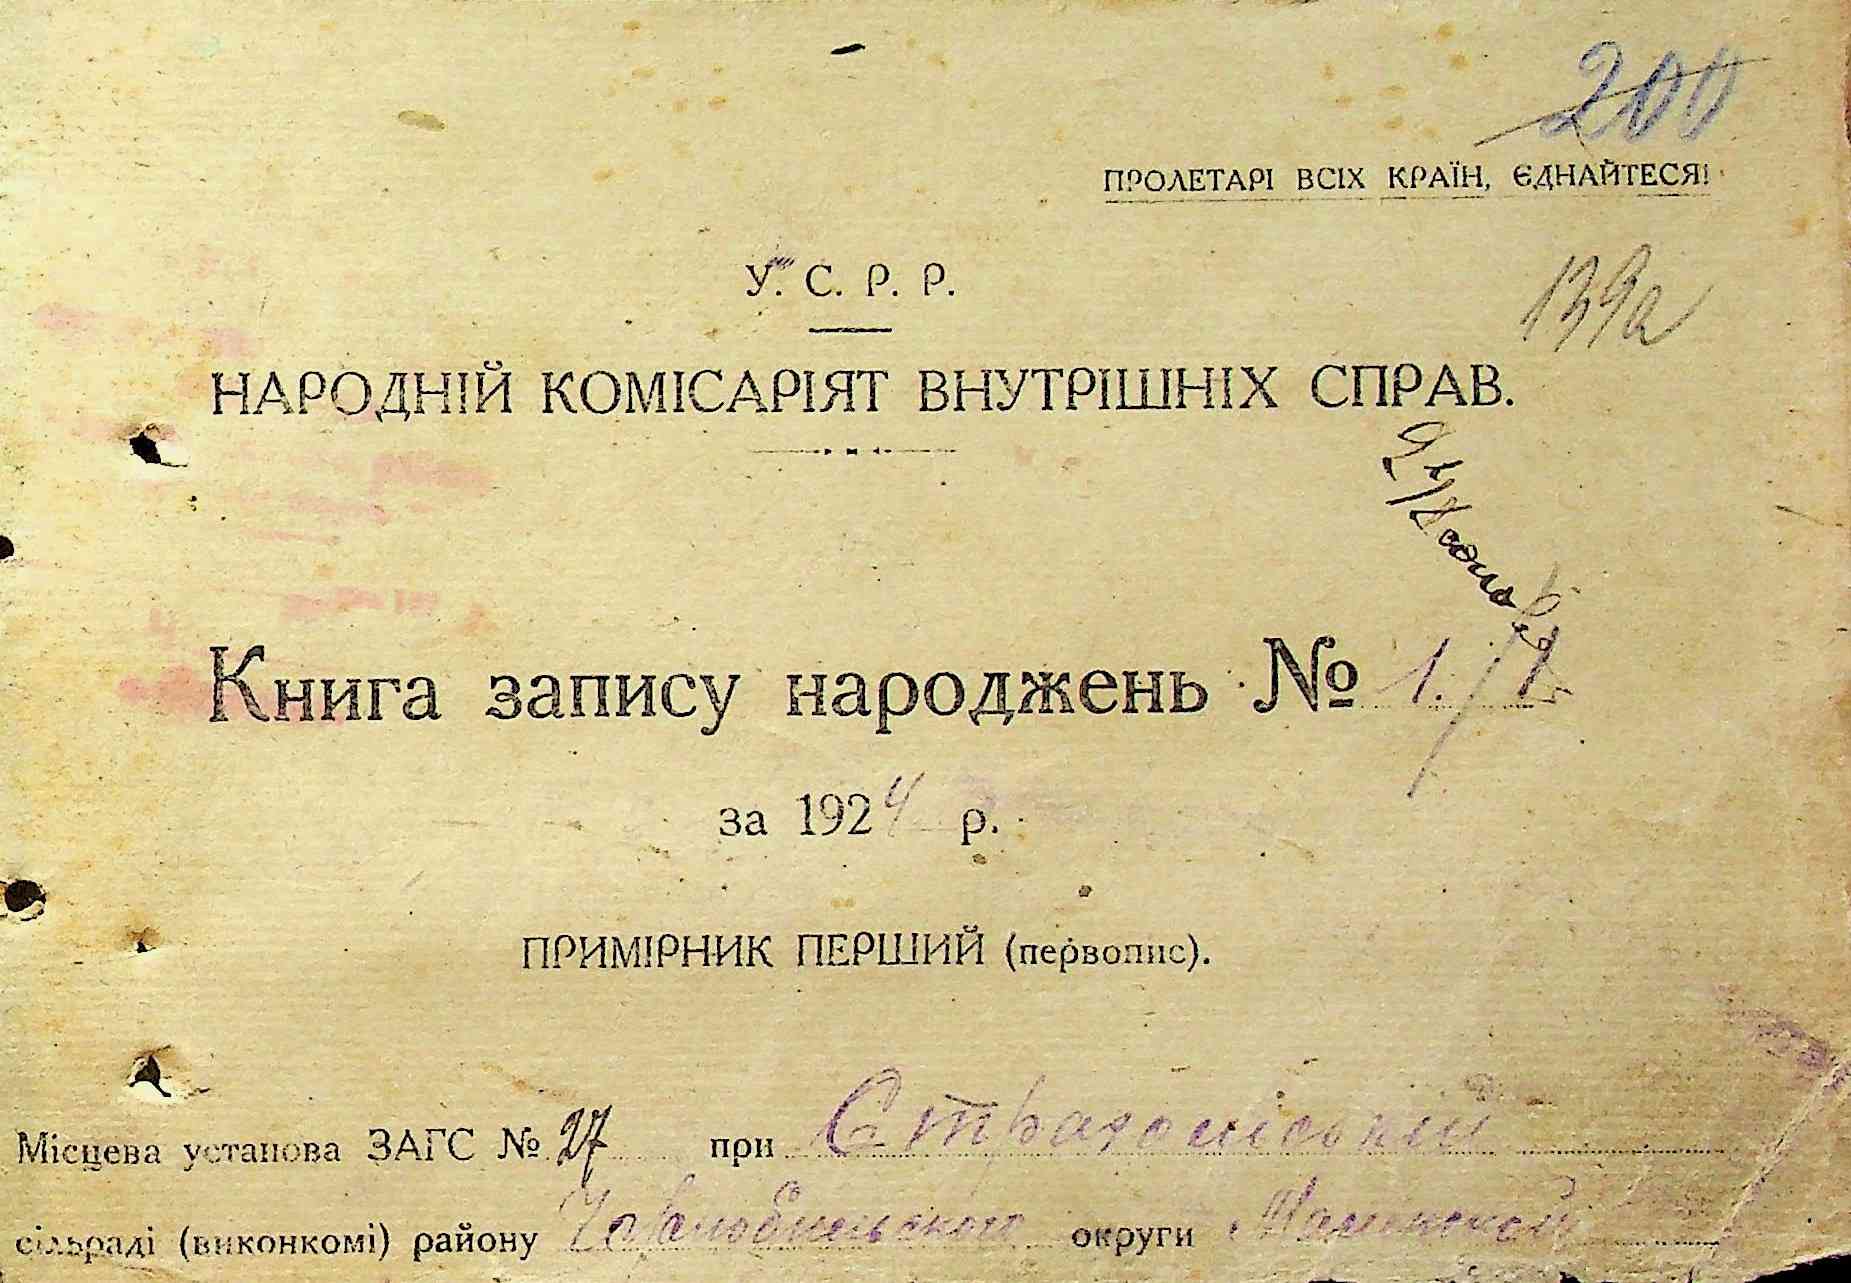 200
ПРОЛЕТАРІ ВСІХ КРАЇН, ЄДНАЙТЕСЯ!
У. С. Р. Р.
139а
НАРОДНІЙ КОМІСАРІЯТ ВНУТРІШНІХ СПРАВ.
Книга запису народжень № 1.
за 1924 р.
ПРИМІРНИК ПЕРШИЙ (первопис).
Місцева установа ЗАГС № 27 при
сільраді (виконкомі) району округи